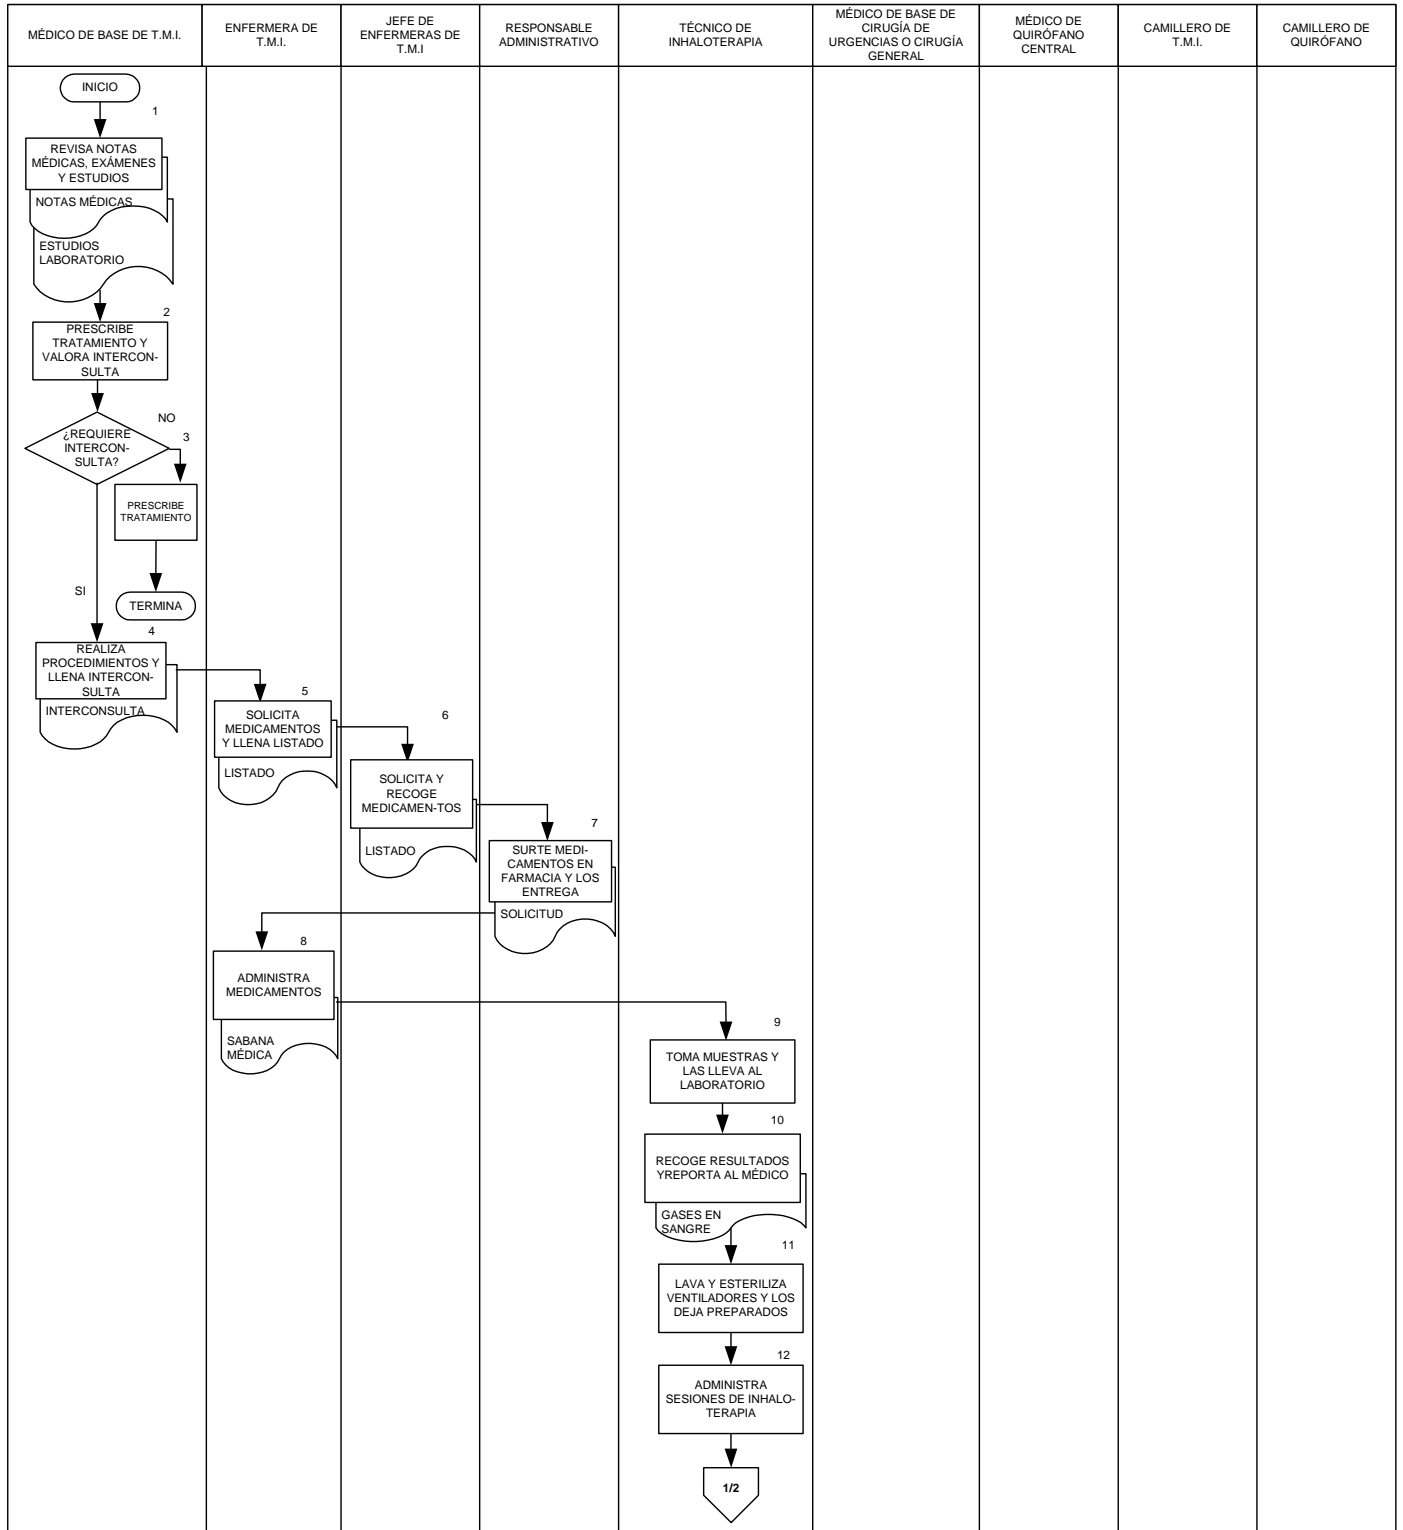 MÉDICO DE BASE DE T.M.I.
ENFERMERA DE
T.M.I.
JEFE DE
ENFERMERAS DE
T.M.I
RESPONSABLE
ADMINISTRATIVO
TÉCNICO DE
INHALOTERAPIA
MÉDICO DE BASE DE
CIRUGÍA DE
URGENCIAS O CIRUGÍA
GENERAL
MÉDICO DE
QUIRÓFANO
CENTRAL
CAMILLERO DE
T.M.I.
CAMILLERO DE
QUIRÓFANO
INICIO
1
REVISA NOTAS
MÉDICAS, EXÁMENES
Y ESTUDIOS
NOTAS MÉDICAS
ESTUDIOS
LABORATORIO
2
PRESCRIBE
TRATAMIENTO Y
VALORA INTERCON-
SULTA
NO
¿REQUIERE
INTERCON-
SULTA?
3
PRESCRIBE
TRATAMIENTO
SI
TERMINA
4
REALIZA
PROCEDIMIENTOS Y
LLENA INTERCON-
SULTA
INTERCONSULTA
5
SOLICITA
MEDICAMENTOS
Y LLENA LISTADO
LISTADO
6
SOLICITA Y
RECOGE
MEDICAMEN-TOS
LISTADO
7
SURTE MEDI-
CAMENTOS EN
FARMACIA Y LOS
ENTREGA
SOLICITUD
8
ADMINISTRA
MEDICAMENTOS
SABANA
MÉDICA
9
TOMA MUESTRAS Y
LAS LLEVA AL
LABORATORIO
10
RECOGE RESULTADOS
YREPORTA AL MÉDICO
GASES EN
SANGRE
11
LAVA Y ESTERILIZA
VENTILADORES Y LOS
DEJA PREPARADOS
12
ADMINISTRA
SESIONES DE INHALO-
TERAPIA
1/2